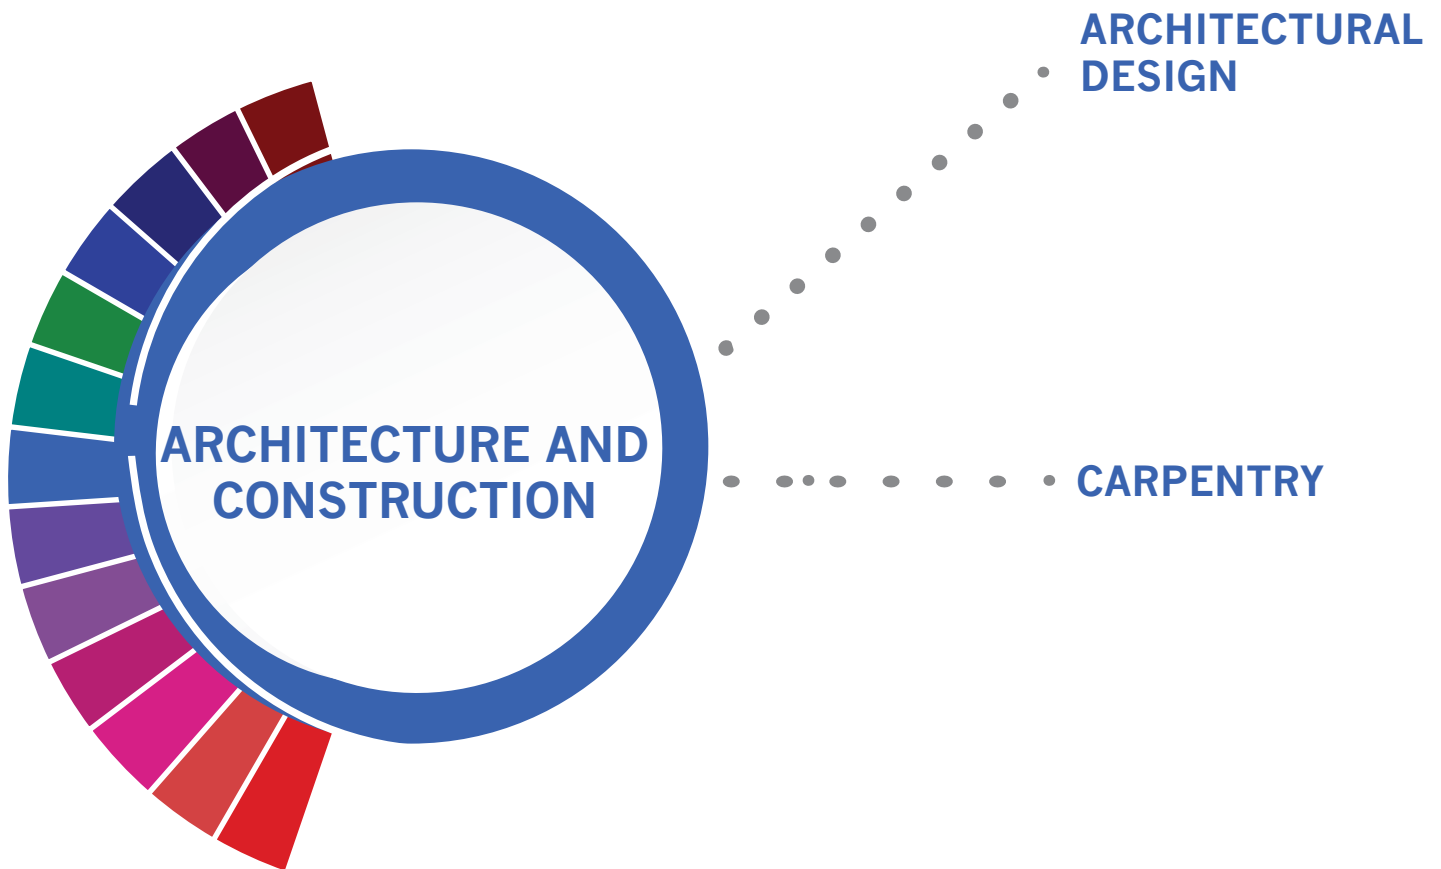 ARCHITECTURAL
DESIGN
ARCHITECTURE AND
CONSTRUCTION
CARPENTRY